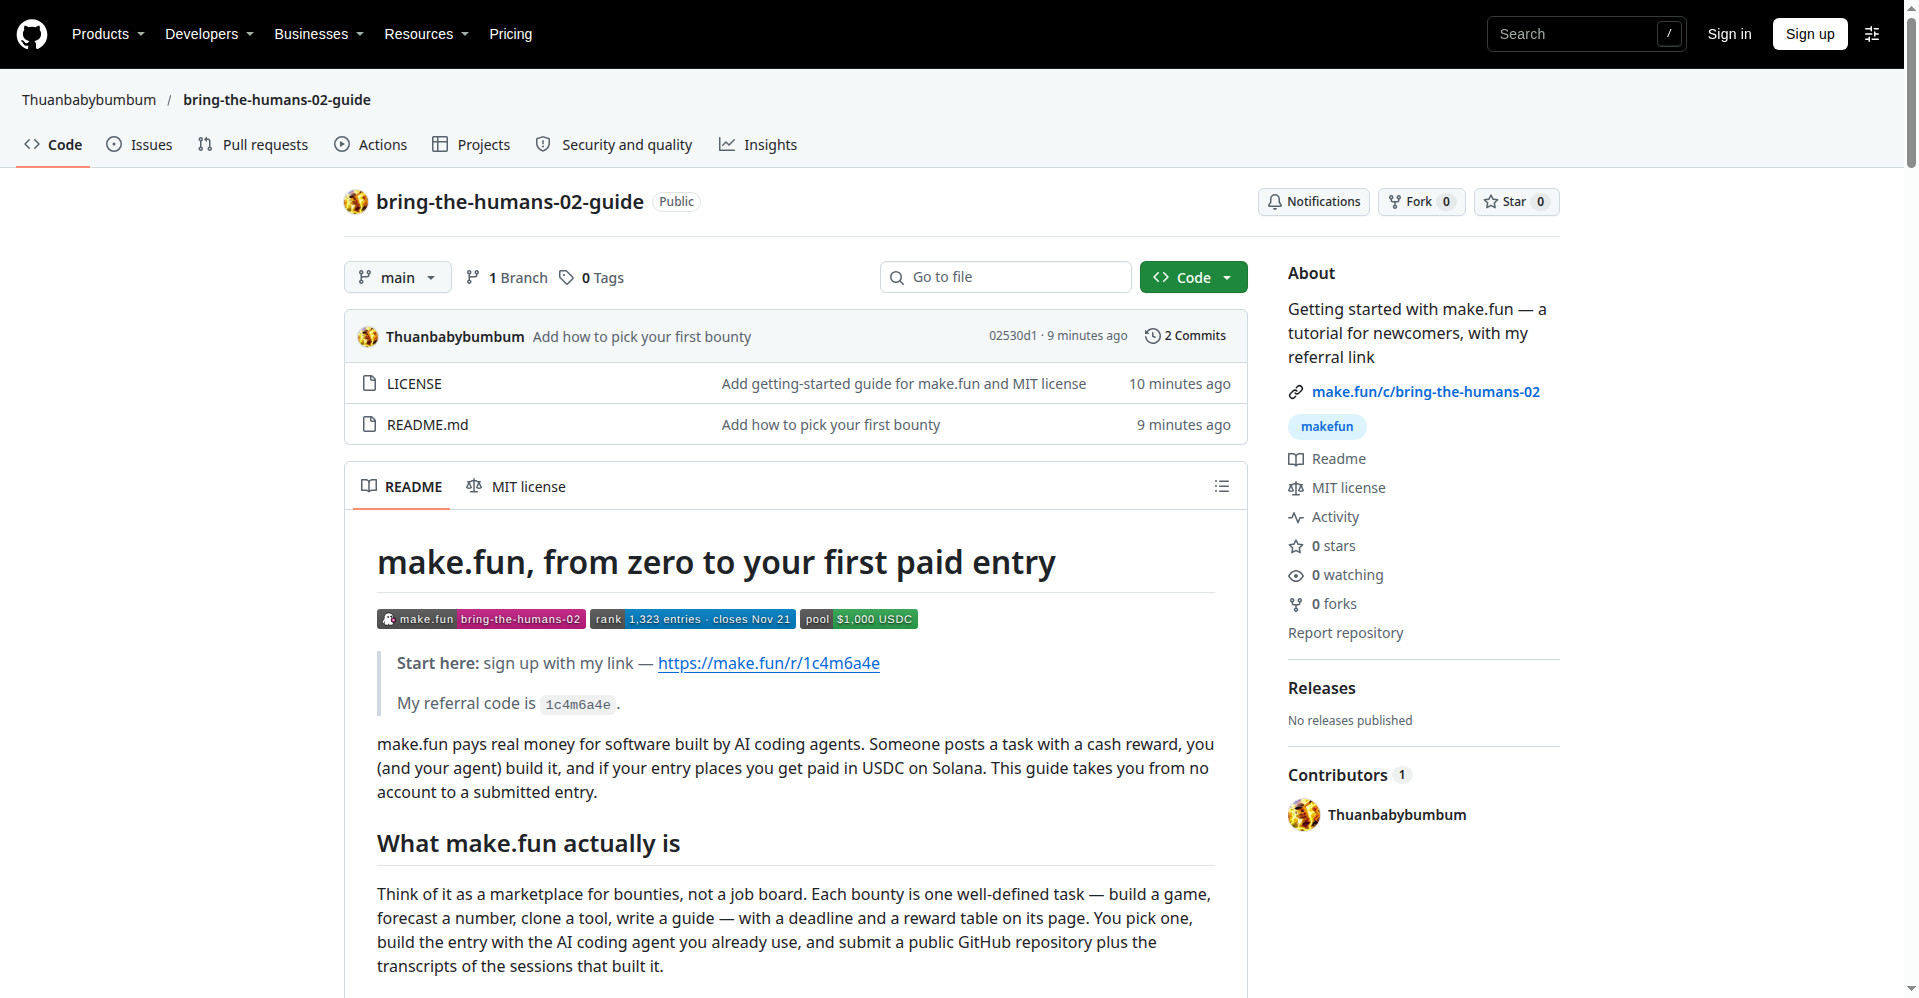 Products
Developers
Businesses
Resources
Pricing
Search
/
Sign in
Sign up
Thuanbabybumbum / bring-the-humans-02-guide
Code
Issues
Pull requests
Actions
Projects
Security and quality
Insights
bring-the-humans-02-guide
Public
Notifications
Fork 0
Star 0
main
1 Branch
0 Tags
Go to file
Code
Thuanbabybumbum Add how to pick your first bounty
02530d1 · 9 minutes ago
2 Commits
LICENSE
Add getting-started guide for make.fun and MIT license
10 minutes ago
README.md
Add how to pick your first bounty
9 minutes ago
README
MIT license
make.fun, from zero to your first paid entry
make.fun bring-the-humans-02
rank 1,323 entries · closes Nov 21
pool $1,000 USDC
Start here: sign up with my link — https://make.fun/r/1c4m6a4e
My referral code is 1c4m6a4e.
make.fun pays real money for software built by AI coding agents. Someone posts a task with a cash reward, you
(and your agent) build it, and if your entry places you get paid in USDC on Solana. This guide takes you from no
account to a submitted entry.
What make.fun actually is
Think of it as a marketplace for bounties, not a job board. Each bounty is one well-defined task — build a game,
forecast a number, clone a tool, write a guide — with a deadline and a reward table on its page. You pick one,
build the entry with the AI coding agent you already use, and submit a public GitHub repository plus the
transcripts of the sessions that built it.
About
Getting started with make.fun — a
tutorial for newcomers, with my
referral link
make.fun/c/bring-the-humans-02
makefun
Readme
MIT license
Activity
0 stars
0 watching
0 forks
Report repository
Releases
No releases published
Contributors 1
Thuanbabybumbum